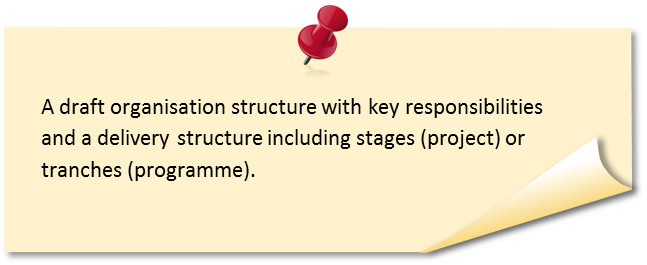 A draft organisation structure with key responsibilities
and a delivery structure including stages (project) or
tranches (programme).